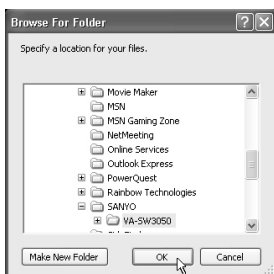 Browse For Folder
Specify a location for your files.
Movie Maker
MSN
MSN Gaming Zone
NetMeeting
Online Services
Outlook Express
PowerQuest
Rainbow Technologies
SANYO
VA-SW3050
Make New Folder
OK
Cancel